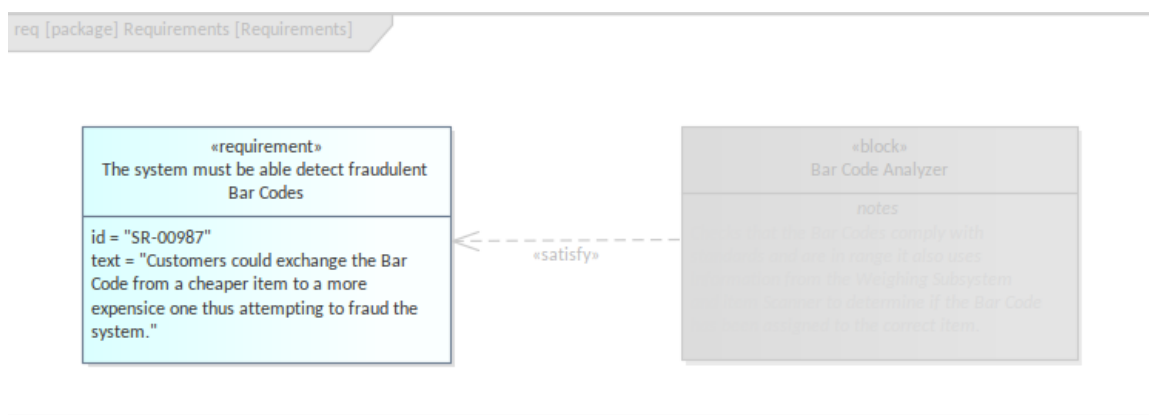 req [package] Requirements [Requirements]
«requirement»
The system must be able detect fraudulent
Bar Codes
id = "SR-00987"
text = "Customers could exchange the Bar
Code from a cheaper item to a more
expensice one thus attempting to fraud the
system."
«satisfy»
«block»
Bar Code Analyzer
notes
that the Bar Codes comply with
and are in range it also uses
from the Weighing Subsystem
to determine if the Bar Code
assigned to the correct item.